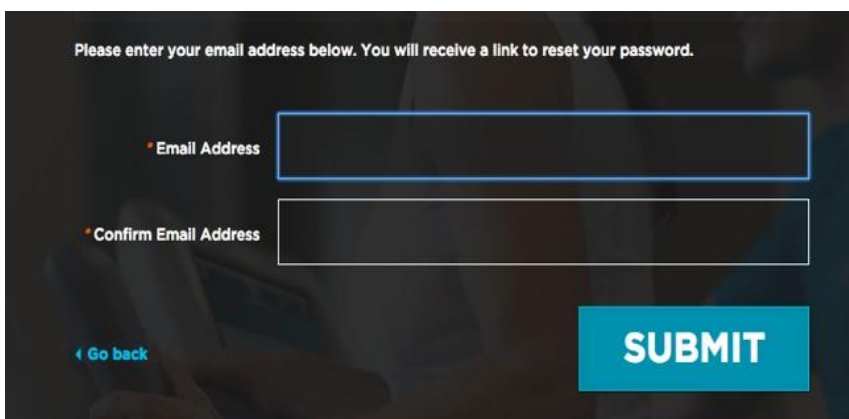 Please enter your email address below. You will receive a link to reset your password.
* Email Address
* Confirm Email Address
Go back
SUBMIT